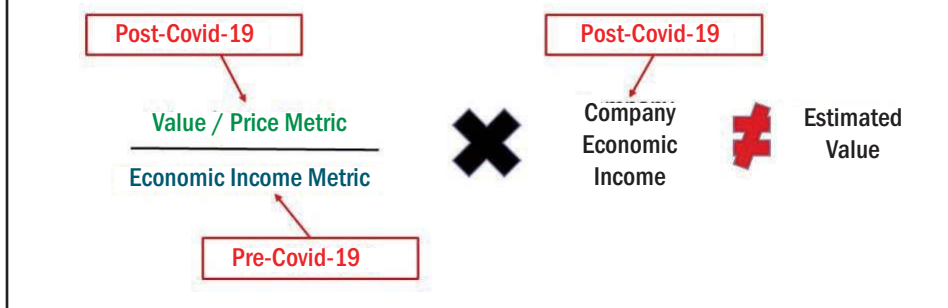 Post-Covid-19
Post-Covid-19
Value / Price Metric
Economic Income Metric
Company
Economic
Income
Estimated
Value
Pre-Covid-19